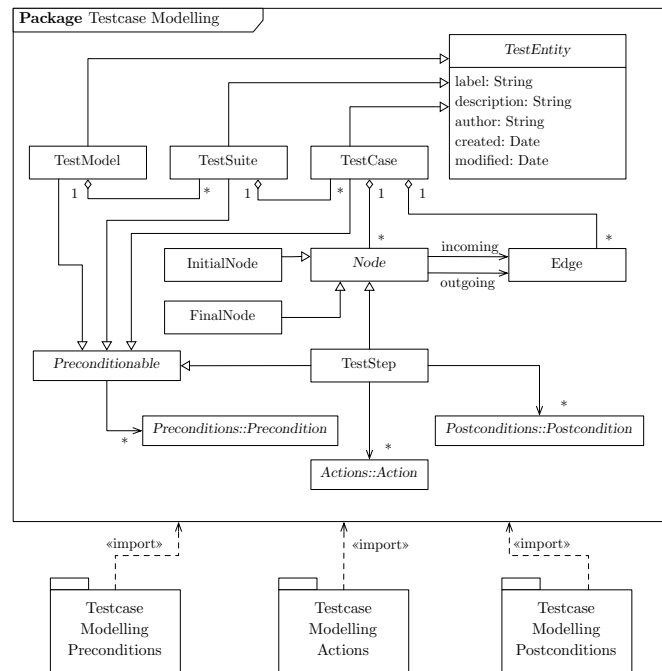 Package Testcase Modelling
TestEntity
label: String
description: String
author: String
created: Date
modified: Date
TestModel
TestSuite
TestCase
1
*
1
*
1
1
*
*
InitialNode
Node
incoming
outgoing
Edge
FinalNode
Preconditionable
TestStep
*
Preconditions::Precondition
*
Actions::Action
*
Postconditions::Postcondition
«import»
«import»
«import»
Testcase
Modelling
Preconditions
Testcase
Modelling
Actions
Testcase
Modelling
Postconditions